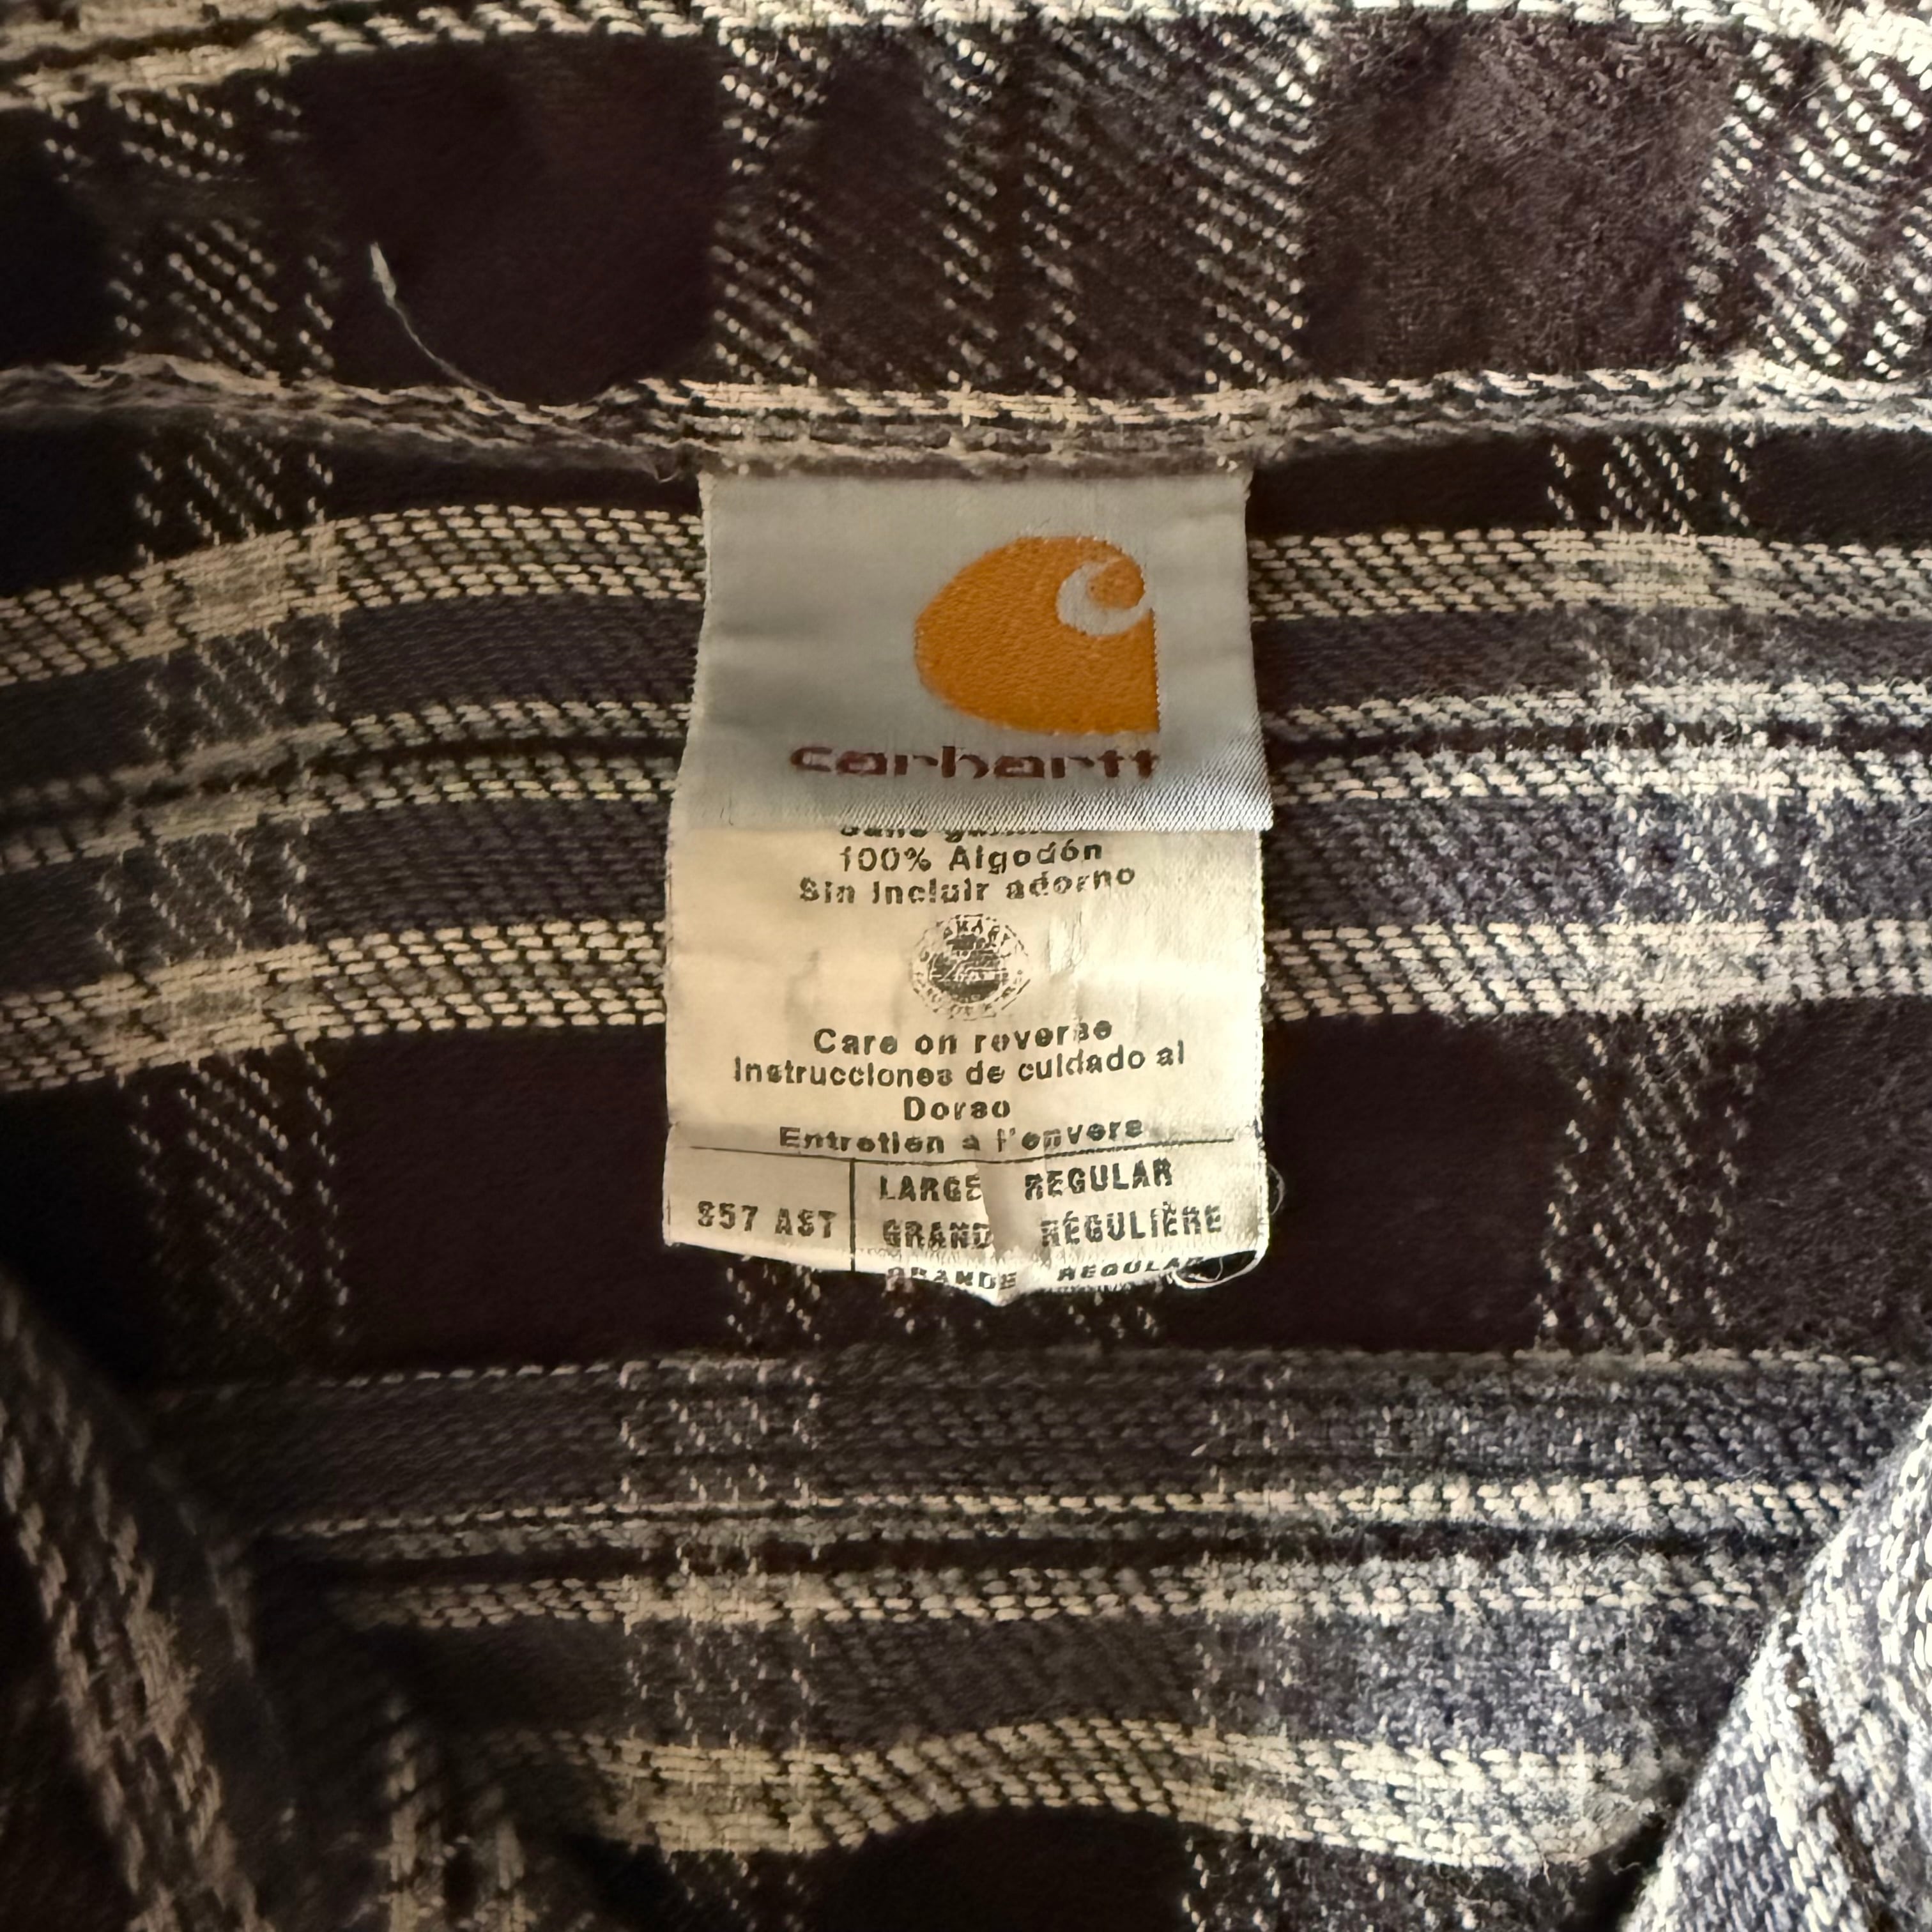 carhartt
100% Algodón
Sin Incluir adorno
Care on reverse
Instrucciones de cuidado al
Dorso
Entretien a l'envers
S57 AST
LARGE REGULAR
GRAND RÉGULIÈRE
GRANDE REGULAR